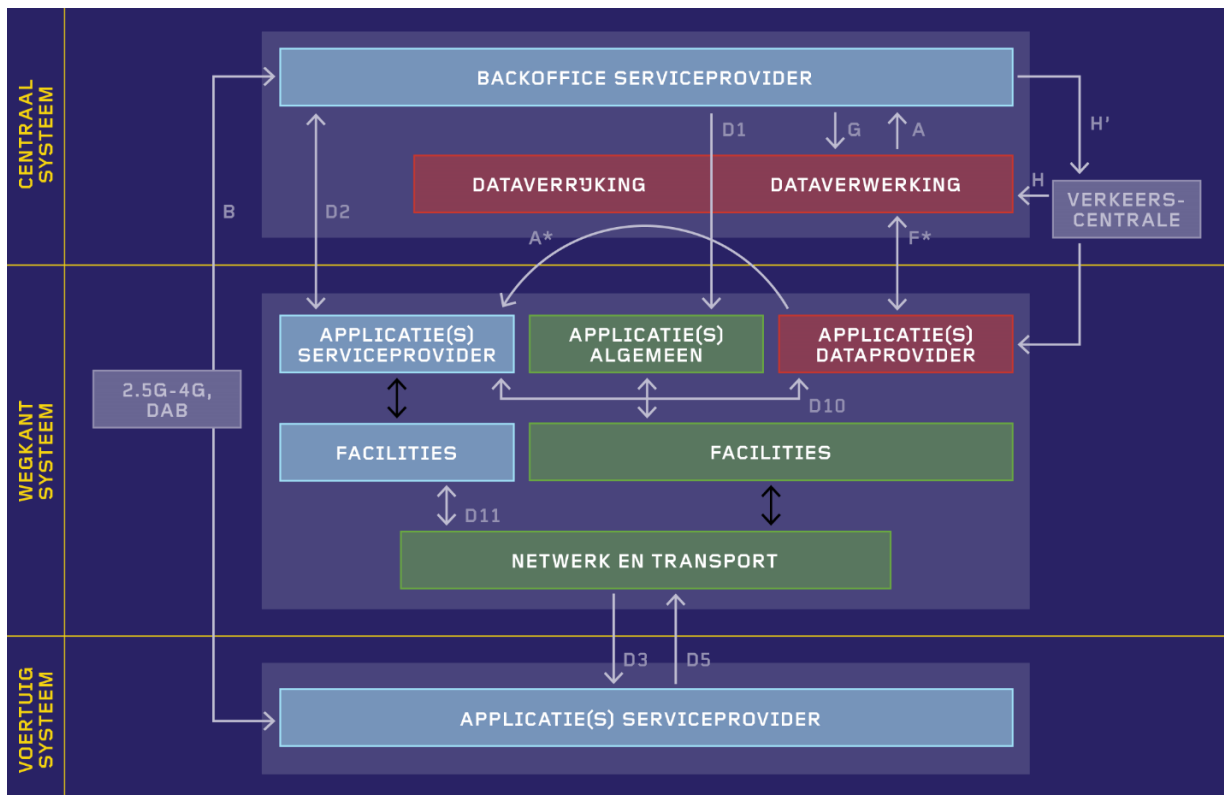 CENTRAAL
SYSTEEM
BACKOFFICE SERVICEPROVIDER
D1
G
A
H'
DATAVERRIJKING
DATAVERWERKING
H
VERKEERS-
CENTRALE
B
D2
A*
F*
WEGKANT
SYSTEEM
APPLICATIE(S)
SERVICEPROVIDER
APPLICATIE(S)
ALGEMEEN
APPLICATIE(S)
DATAPROVIDER
2.5G-4G,
DAB
D10
FACILITIES
FACILITIES
D11
NETWERK EN TRANSPORT
D3
D5
VOERTUIG
SYSTEEM
APPLICATIE(S) SERVICEPROVIDER